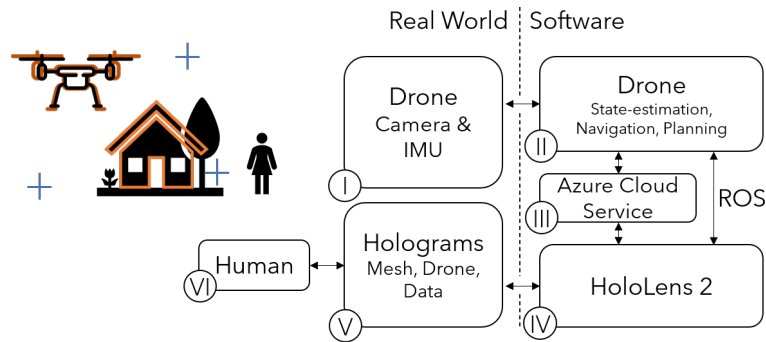 Real World
Software
Drone
Camera &
IMU
I
Drone
State-estimation,
Navigation, Planning
II
Azure Cloud
Service
III
ROS
Human
VI
Holograms
Mesh, Drone,
Data
V
HoloLens 2
IV